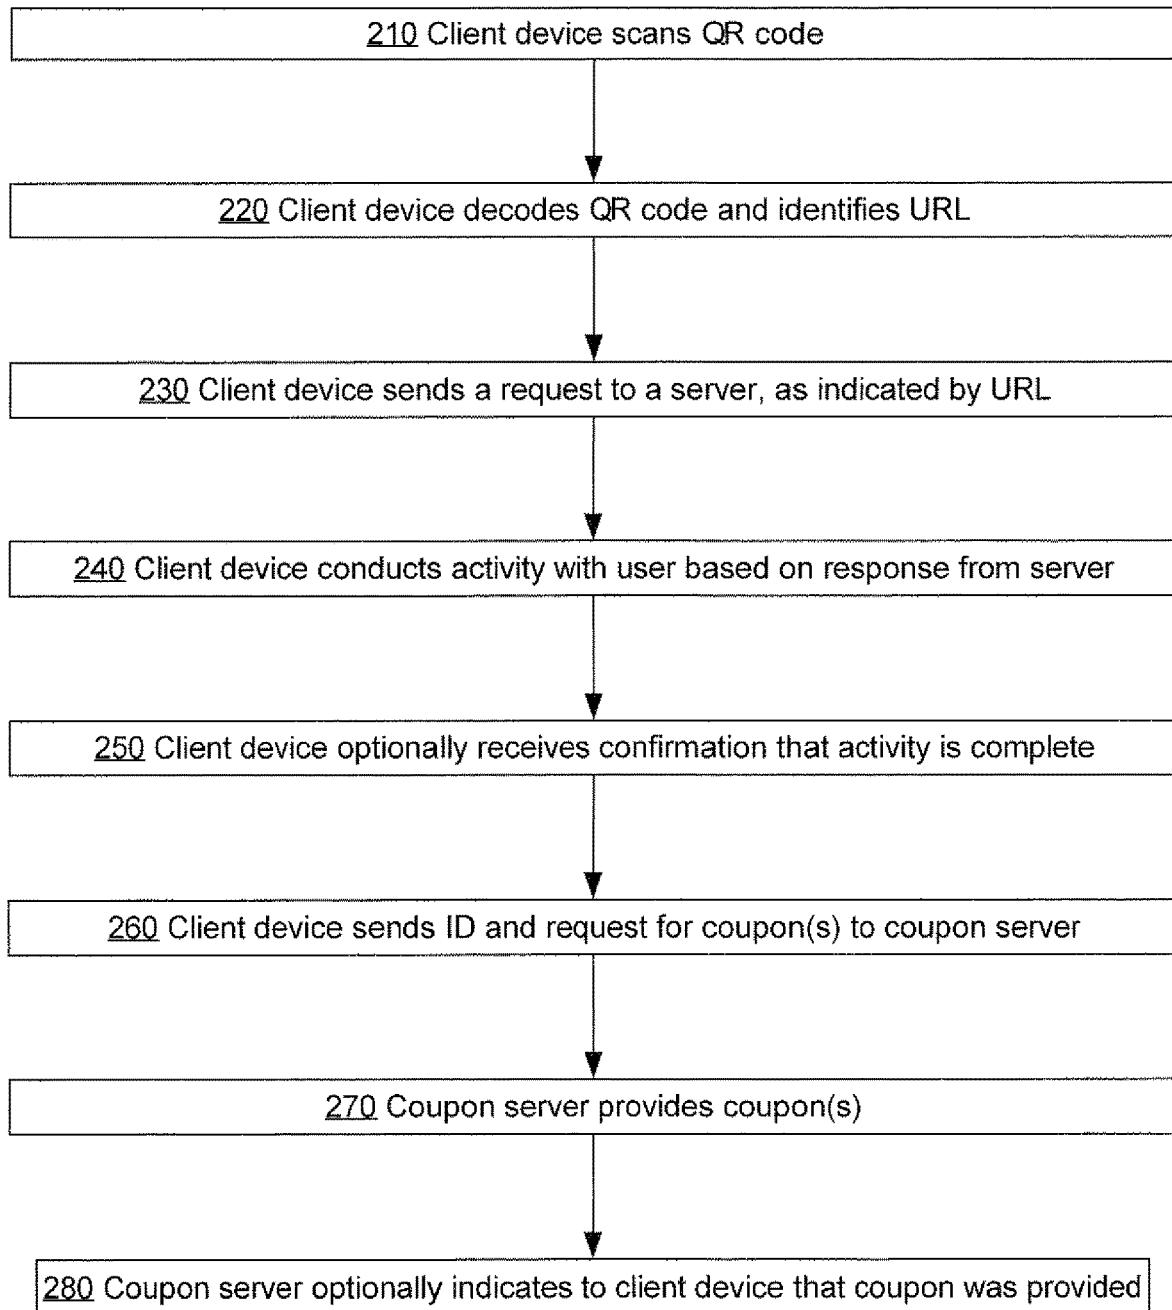 210 Client device scans QR code
220 Client device decodes QR code and identifies URL
230 Client device sends a request to a server, as indicated by URL
240 Client device conducts activity with user based on response from server
250 Client device optionally receives confirmation that activity is complete
260 Client device sends ID and request for coupon(s) to coupon server
270 Coupon server provides coupon(s)
280 Coupon server optionally indicates to client device that coupon was provided